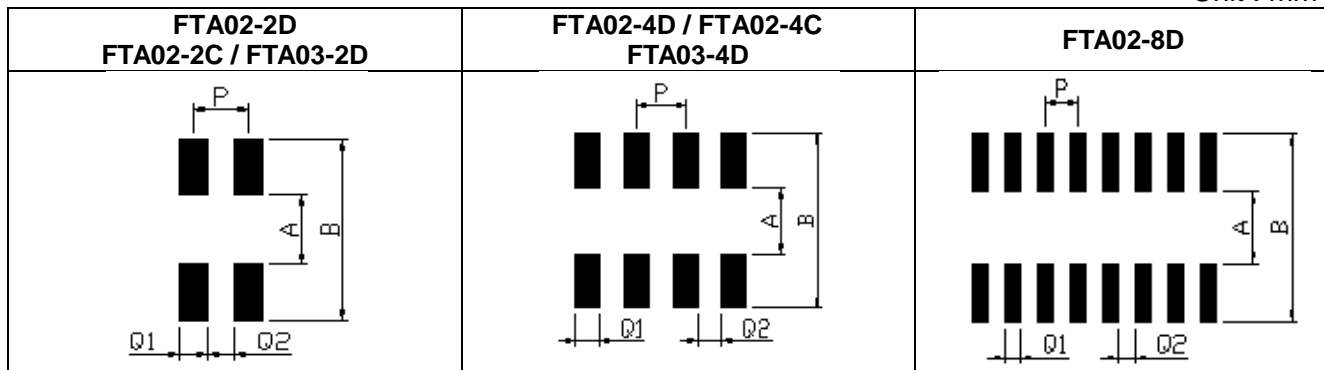 FTA02-2D
FTA02-2C / FTA03-2D
FTA02-4D / FTA02-4C
FTA03-4D
FTA02-8D
P
A
B
Q1
Q2
P
A
B
Q1
Q2
P
A
B
Q1
Q2